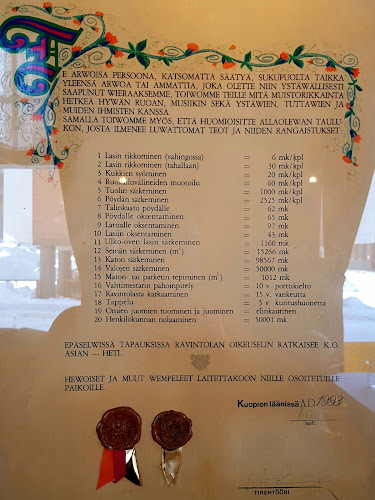 TE ARWOISA PERSOONA, KATSOMATTA SÄÄTYÄ, SUKUPUOLTA TAIKKA
YLEENSÄ ARWOA TAI AMMATTIA, JOKA OLETTE NIIN YSTÄWÄLLISESTI
SAAPUNUT WIERAAKSEMME, TOIWOMME TEILLE MITÄ MUISTORIKKAINTA
HETKEÄ HYWÄN RUOAN, MUSIIKIN SEKÄ YSTÄWIEN, TUTTAWIEN JA
MUIDEN IHMISTEN KANSSA.
SAMALLA TOIWOMME MYÖS, ETTÄ HUOMIOISITTE ALLAOLEWAN TAULU-
KON, JOSTA ILMENEE LUWATTOMAT TEOT JA NIIDEN RANGAISTUKSET:
1 Lasin rikkominen (vahingossa) = 6 mk/kpl
2 Lasin rikkominen (tahallaan) = 30 mk/kpl
3 Kukkien syöminen = 20 mk/kpl
4 Ruokailuvälineiden muotoilu = 60 mk/kpl
5 Tuolin särkeminen = 1000 mk/kpl
6 Pöydän särkeminen = 2525 mk/kpl
7 Talinkaato pöydälle = 62 mk
8 Pöydälle oksentaminen = 65 mk
9 Lattialle oksentaminen = 97 mk
10 Lasiin oksentaminen = 43 mk
11 Ulko-oven lasin särkeminen = 1160 mk
12 Seinän särkeminen (m²) = 15266 mk
13 Katon särkeminen = 98567 mk
14 Valojen särkeminen = 50000 mk
15 Maton- tai parketin repiminen (m²) = 1012 mk
16 Vahtimestarin pahoinpitely = 10 v. porttikielto
17 Ravintolasta karkaaminen = 15 v. vankeutta
18 Tappelu = 5 v. kuritushuonetta
19 Omien juomien tuominen ja juominen = elinkautinen
20 Henkilökunnan nolaaminen = 50001 mk
EPÄSELWISSÄ TAPAUKSISSA RAVINTOLAN OIKEUSELIN RATKAISEE K.O.
ASIAN — HETI.
HEWOISET JA MUUT WEMPELEET LAITETTAKOON NIILLE OSOITETUILLE
PAIKOILLE.
Kuopion läänissä A.D. 1993
TIREHTÖÖRI